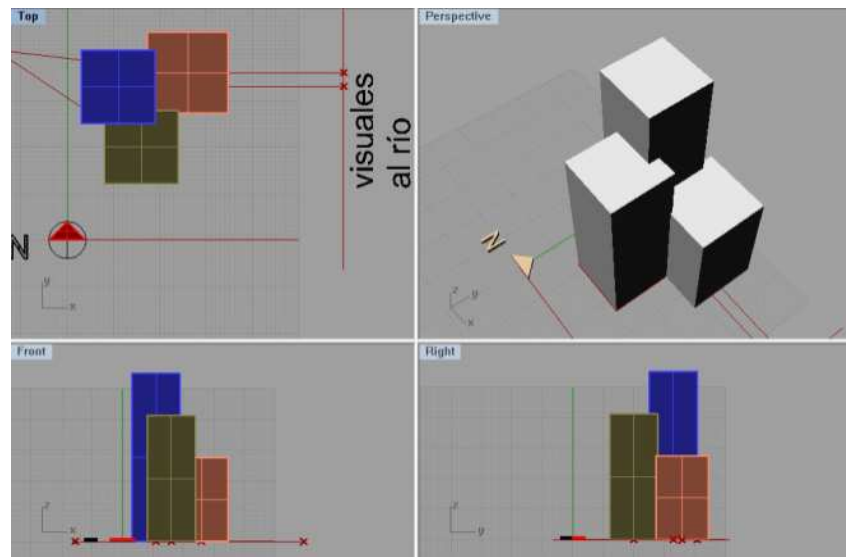 Top
visuales
al río
N
y
x
Perspective
N
z
y
x
Front
z
x
Right
z
y